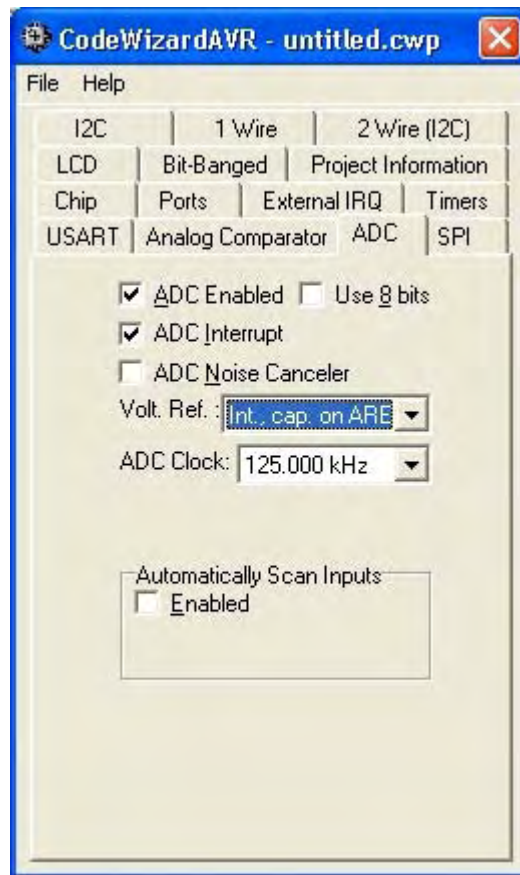 CodeWizardAVR - untitled.cwp
File Help
I2C 1 Wire 2 Wire (I2C)
LCD Bit-Banged Project Information
Chip Ports External IRQ Timers
USART Analog Comparator ADC SPI
ADC Enabled Use 8 bits
ADC Interrupt
ADC Noise Canceler
Volt. Ref. : Int., cap. on ARE
ADC Clock: 125.000 kHz
Automatically Scan Inputs
Enabled